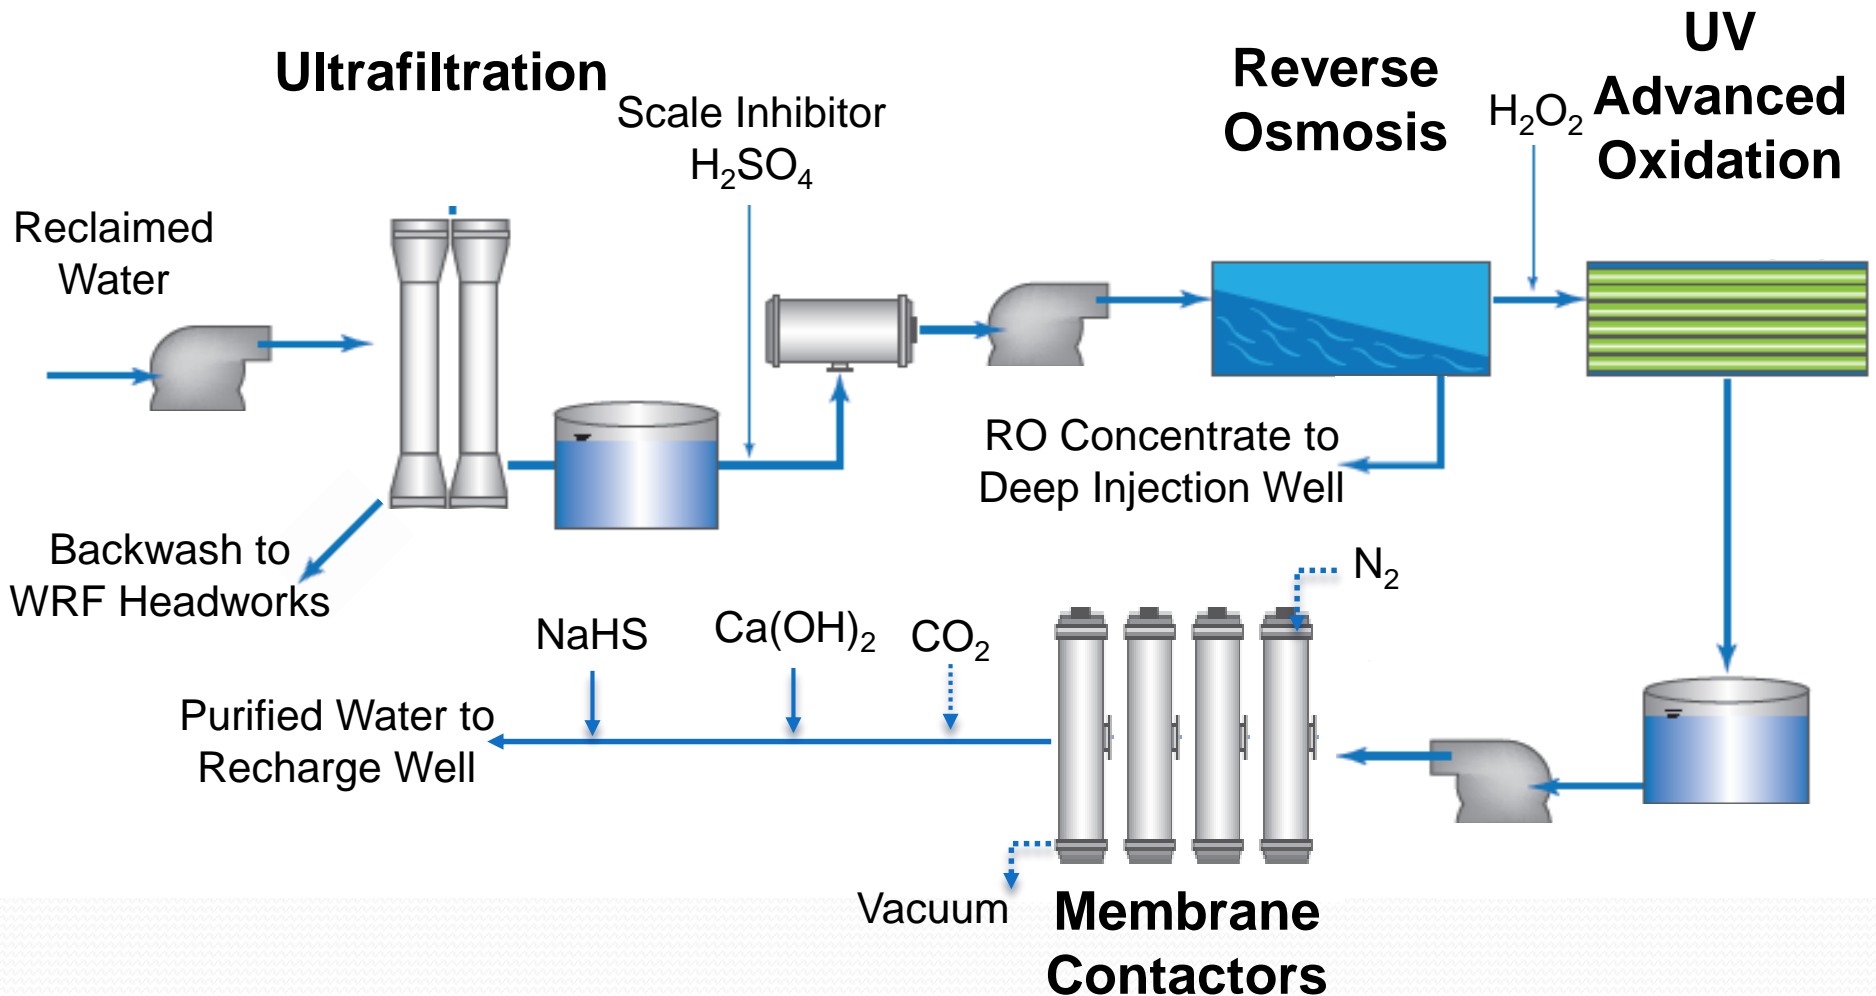 Ultrafiltration
Scale Inhibitor
H₂SO₄
Reverse
Osmosis
H₂O₂
UV
Advanced
Oxidation
Reclaimed
Water
Backwash to
WRF Headworks
RO Concentrate to
Deep Injection Well
N₂
NaHS
Ca(OH)₂
CO₂
Purified Water to
Recharge Well
Vacuum
Membrane
Contactors